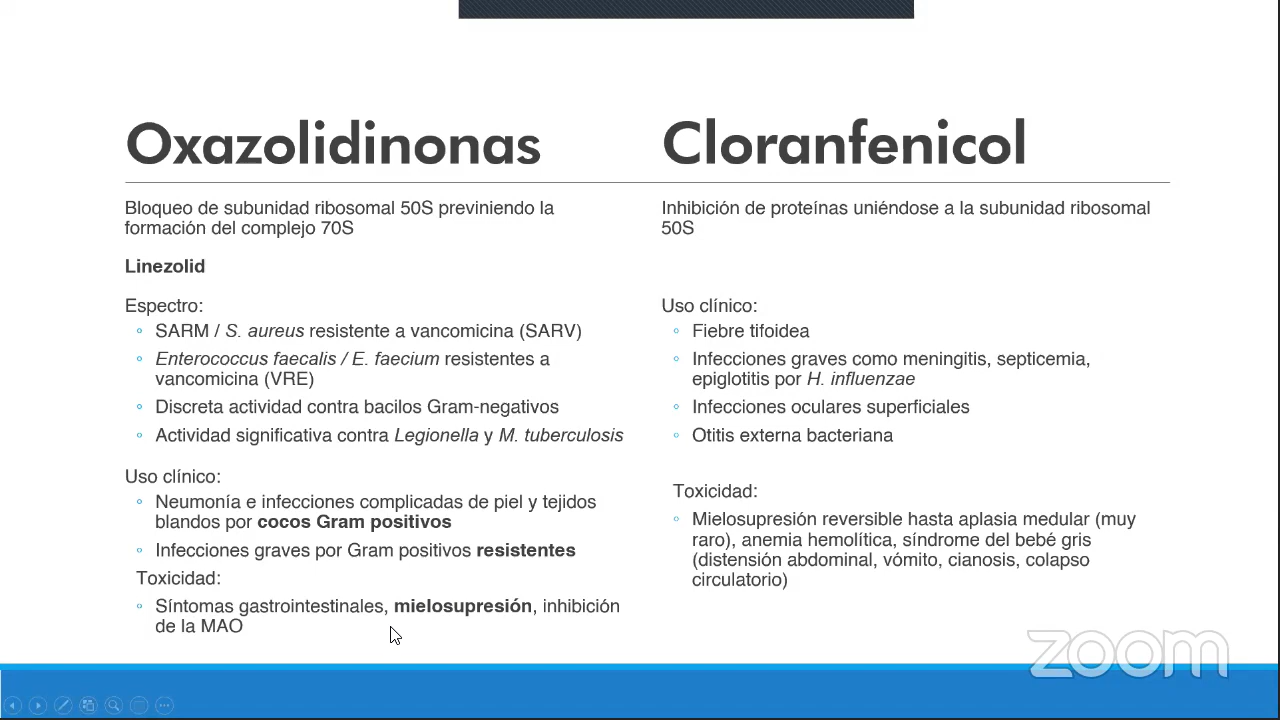 Oxazolidinonas
Bloqueo de subunidad ribosomal 50S previniendo la
formación del complejo 70S
Linezolid
Espectro:
SARM / S. aureus resistente a vancomicina (SARV)
Enterococcus faecalis / E. faecium resistentes a
vancomicina (VRE)
Discreta actividad contra bacilos Gram-negativos
Actividad significativa contra Legionella y M. tuberculosis
Uso clínico:
Neumonía e infecciones complicadas de piel y tejidos
blandos por cocos Gram positivos
Infecciones graves por Gram positivos resistentes
Toxicidad:
Síntomas gastrointestinales, mielosupresión, inhibición
de la MAO
Cloranfenicol
Inhibición de proteínas uniéndose a la subunidad ribosomal
50S
Uso clínico:
Fiebre tifoidea
Infecciones graves como meningitis, septicemia,
epiglotitis por H. influenzae
Infecciones oculares superficiales
Otitis externa bacteriana
Toxicidad:
Mielosupresión reversible hasta aplasia medular (muy
raro), anemia hemolítica, síndrome del bebé gris
(distensión abdominal, vómito, cianosis, colapso
circulatorio)
zoom